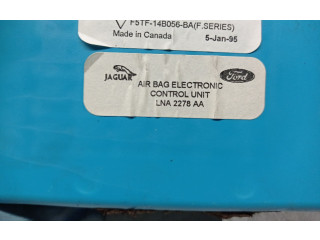 F5TF-14B056-BA(F.SERIES)
Made in Canada 5-Jan-95
JAGUAR Ford
AIR BAG ELECTRONIC
CONTROL UNIT
LNA 2278 AA